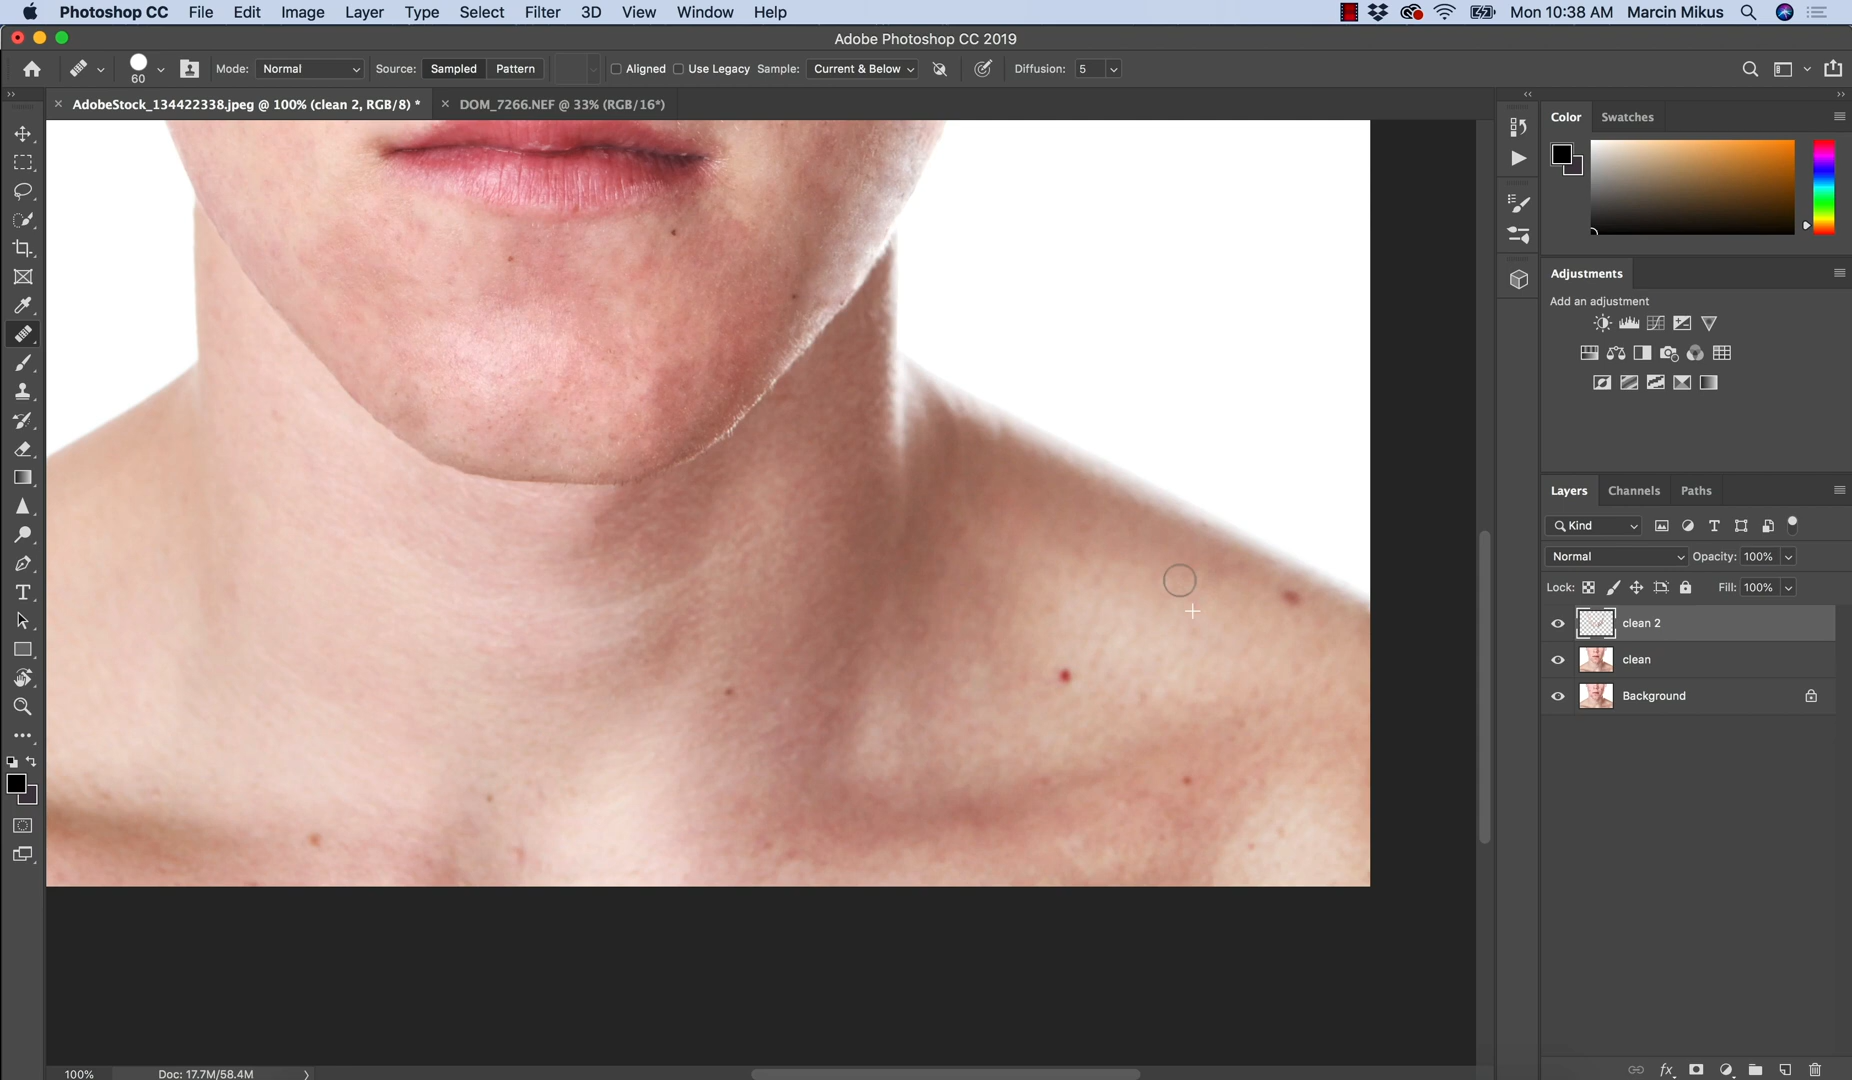 Photoshop CC File Edit Image Layer Type Select Filter 3D View Window Help Mon 10:38 AM Marcin Mikus
Adobe Photoshop CC 2019
60 Mode: Normal Source: Sampled Pattern Aligned Use Legacy Sample: Current & Below Diffusion: 5
AdobeStock_134422338.jpeg @ 100% (clean 2, RGB/8) * DOM_7266.NEF @ 33% (RGB/16*)
Color Swatches
Adjustments
Add an adjustment
Layers Channels Paths
Kind
Normal Opacity: 100%
Lock: Fill: 100%
clean 2
clean
Background
100% Doc: 17.7M/58.4M